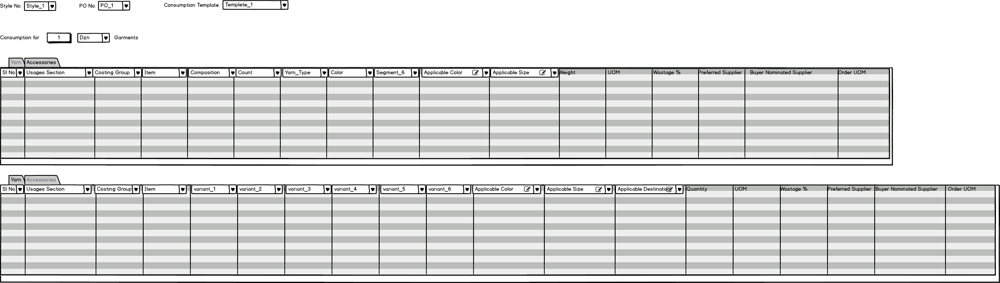 Style No: Style_1 PO No: PO_1 Consumption Template Templete_1
Consumption for 1 Dzn Garments
Yarn Accessories
Sl No. Usages Section Costing Group Item Composition Count Yarn_Type Color Segment_6 Applicable Color Applicable Size Weight UOM Wastage % Preferred Supplier Buyer Nominated Supplier Order UOM
Yarn Accessories
Sl No. Usages Section Costing Group Item variant_1 variant_2 variant_3 variant_4 variant_5 variant_6 Applicable Color Applicable Size Applicable Destination Quantity UOM Wastage % Preferred Supplier Buyer Nominated Supplier Order UOM